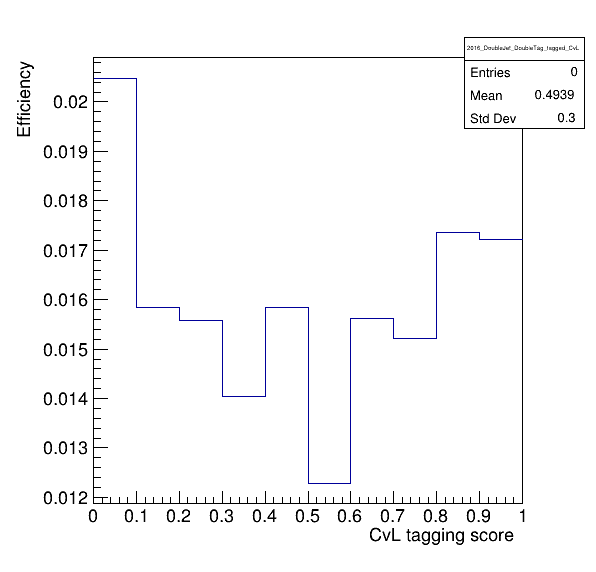 2016_DoubleJet_DoubleTag_tagged_CvL
Entries 0
Mean 0.4939
Std Dev 0.3
Efficiency
0.02
0.019
0.018
0.017
0.016
0.015
0.014
0.013
0.012
0 0.1 0.2 0.3 0.4 0.5 0.6 0.7 0.8 0.9 1
CvL tagging score